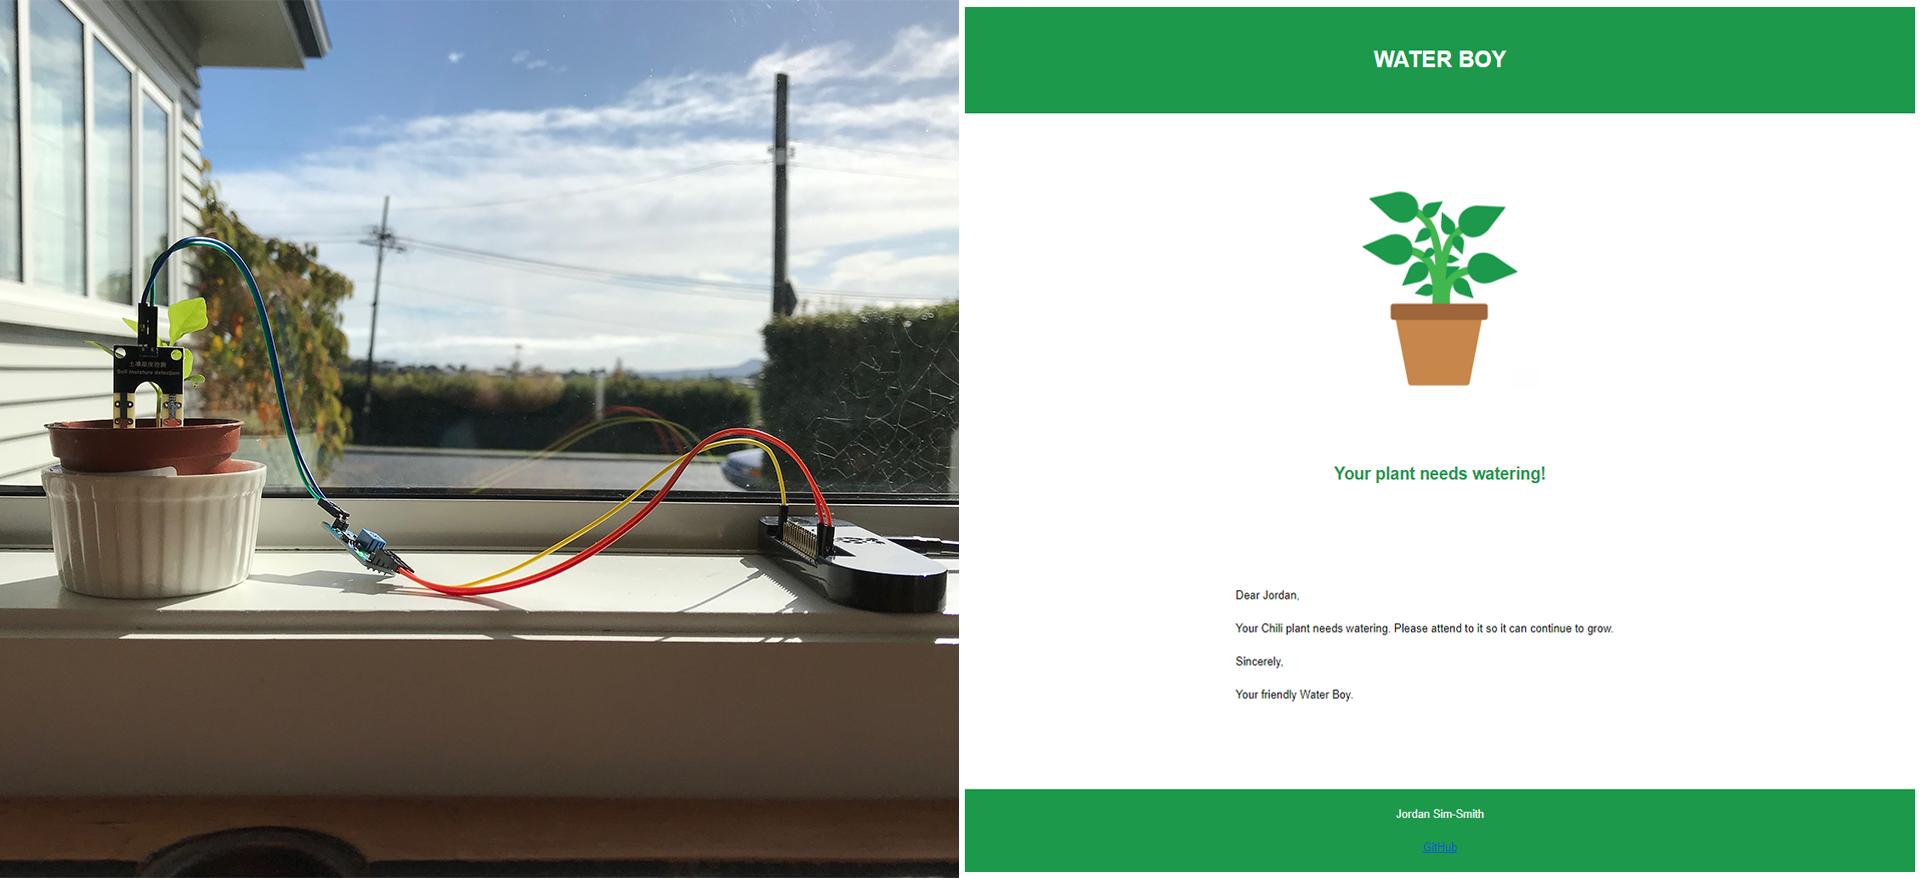 土壤湿度检测
Soil moisture detection
WATER BOY
Your plant needs watering!
Dear Jordan,
Your Chili plant needs watering. Please attend to it so it can continue to grow.
Sincerely,
Your friendly Water Boy.
Jordan Sim-Smith
GitHub